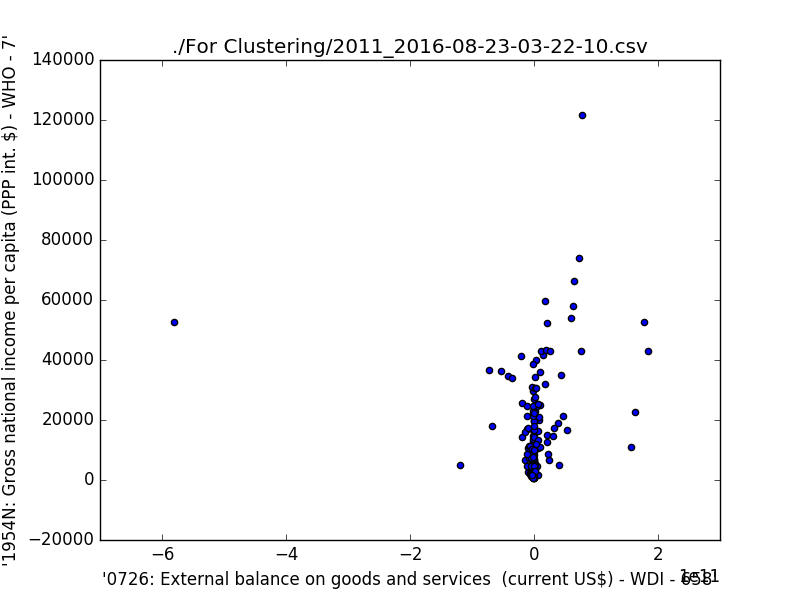 ./For Clustering/2011_2016-08-23-03-22-10.csv
'1954N: Gross national income per capita (PPP int. $) - WHO - 7'
140000
120000
100000
80000
60000
40000
20000
0
−20000
−6 −4 −2 0 2
1e11
'0726: External balance on goods and services (current US$) - WDI - 658